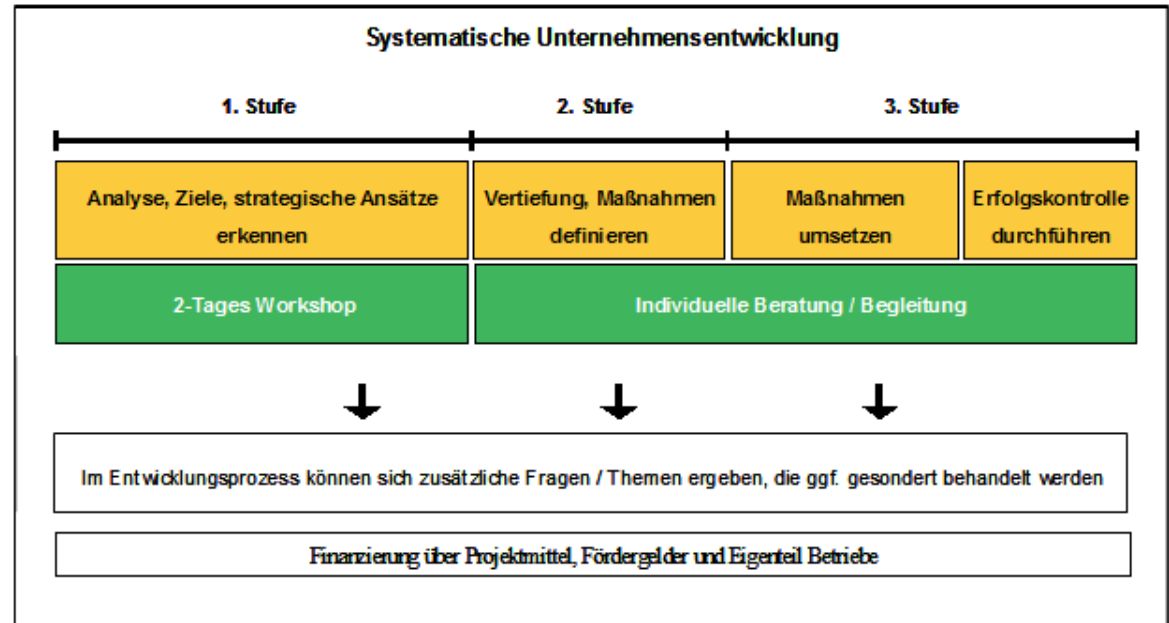 Systematische Unternehmensentwicklung
1. Stufe
2. Stufe
3. Stufe
Analyse, Ziele, strategische Ansätze
erkennen
Vertiefung, Maßnahmen
definieren
Maßnahmen
umsetzen
Erfolgskontrolle
durchführen
2-Tages Workshop
Individuelle Beratung / Begleitung
Im Entwicklungsprozess können sich zusätzliche Fragen / Themen ergeben, die ggf. gesondert behandelt werden
Finanzierung über Projektmittel, Fördergelder und Eigenteil Betriebe